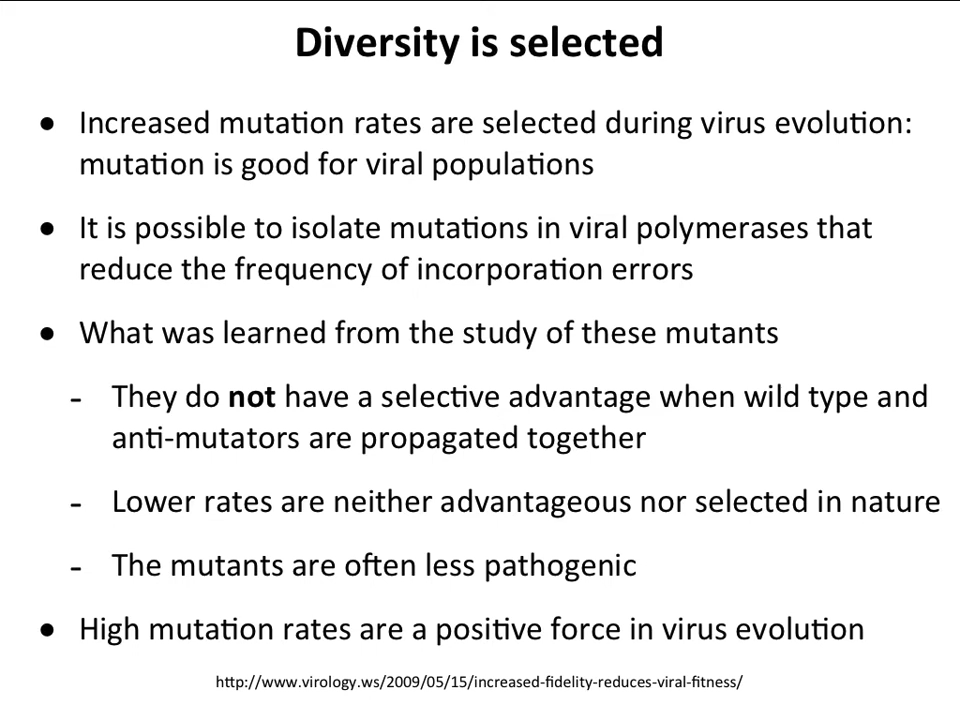 Diversity is selected
• Increased mutation rates are selected during virus evolution:
mutation is good for viral populations
• It is possible to isolate mutations in viral polymerases that
reduce the frequency of incorporation errors
• What was learned from the study of these mutants
- They do not have a selective advantage when wild type and
anti-mutators are propagated together
- Lower rates are neither advantageous nor selected in nature
- The mutants are often less pathogenic
• High mutation rates are a positive force in virus evolution
http://www.virology.ws/2009/05/15/increased-fidelity-reduces-viral-fitness/